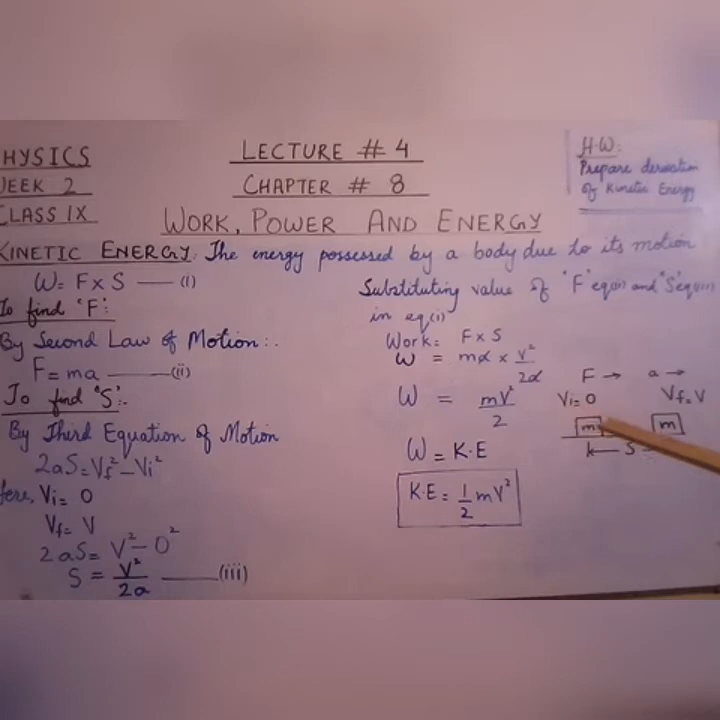 HYSICS
WEEK 2
CLASS IX
LECTURE # 4
CHAPTER # 8
WORK, POWER AND ENERGY
H.W:
Prepare derivation
of Kinetic Energy
KINETIC ENERGY: The energy possessed by a body due to its motion
W = F x S —— (i)
To find 'F':
By Second Law of Motion:.
F = ma ——— (ii)
To find 'S':.
By Third Equation of Motion
2aS = Vf² - Vi²
Here, Vi = 0
Vf = V
2aS = V² - 0²
S = V²/2a ——— (iii)
Substituting value of 'F' eq(ii) and 'S' eq(iii)
in eq(i)
Work = F x S
W = ma x V²/2a
W = mV²/2
W = K.E
K.E = 1/2 mV²
F → a →
Vi = 0 Vf = V
m m
S